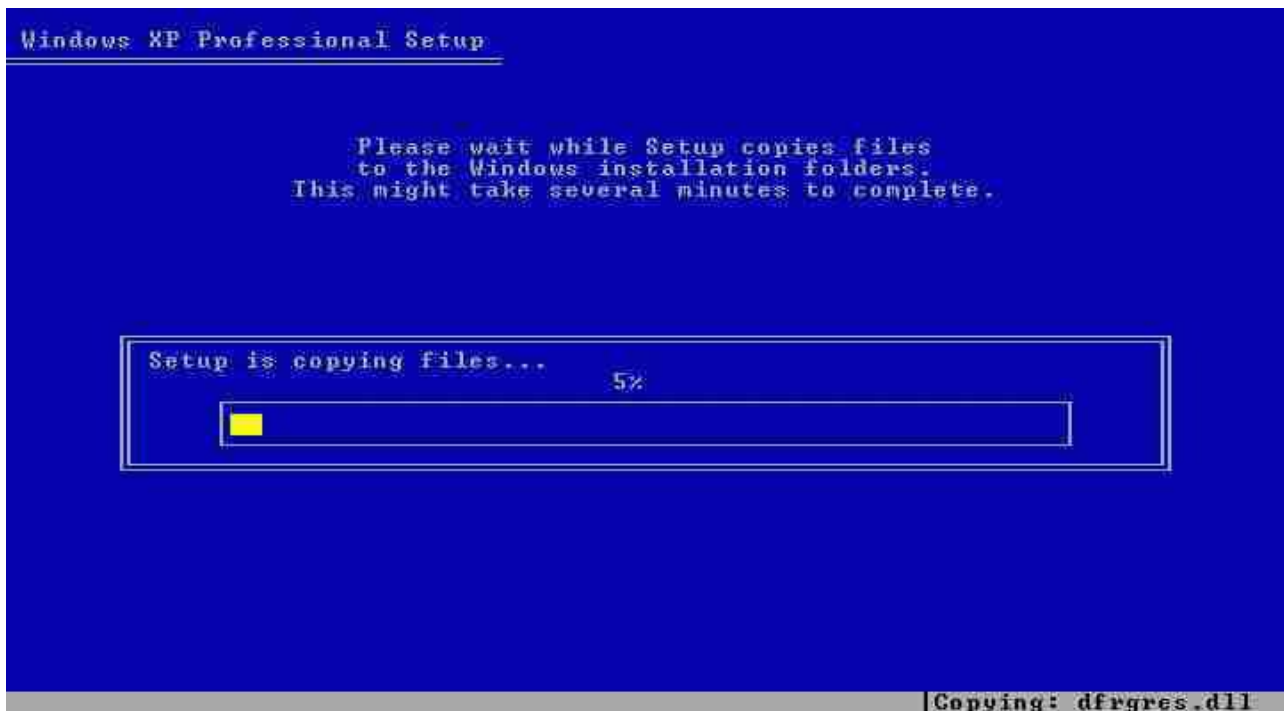 Windows XP Professional Setup
Please wait while Setup copies files
to the Windows installation folders.
This might take several minutes to complete.
Setup is copying files...
5%
Copying: dfrgres.dll